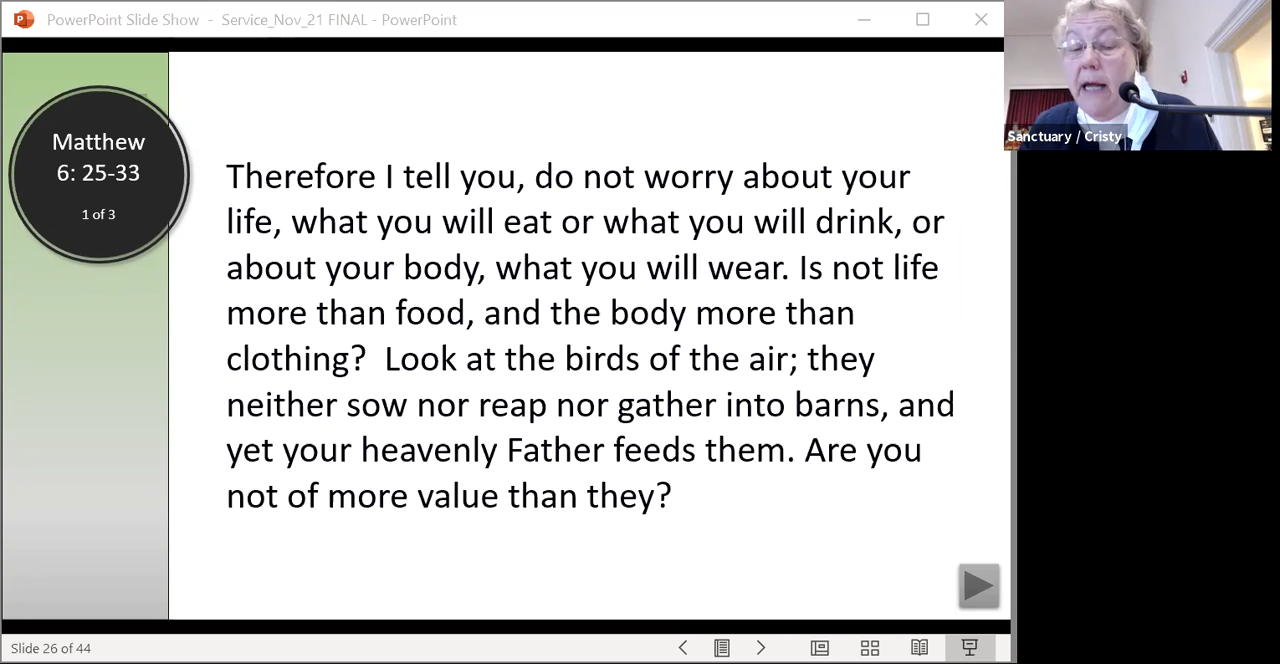 PowerPoint Slide Show - Service_Nov_21 FINAL - PowerPoint
Matthew
6: 25-33
1 of 3
Therefore I tell you, do not worry about your
life, what you will eat or what you will drink, or
about your body, what you will wear. Is not life
more than food, and the body more than
clothing?  Look at the birds of the air; they
neither sow nor reap nor gather into barns, and
yet your heavenly Father feeds them. Are you
not of more value than they?
Sanctuary / Cristy
Slide 26 of 44